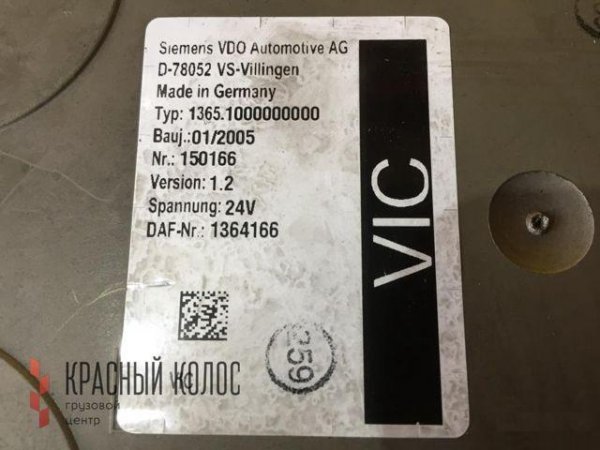 Siemens VDO Automotive AG
D-78052 VS-Villingen
Made in Germany
Typ: 1365.1000000000
Bauj.:01/2005
Nr.: 150166
Version: 1.2
Spannung: 24V
DAF-Nr.: 1364166
VIC
259
КРАСНЫЙ КОЛОС
грузовой
центр